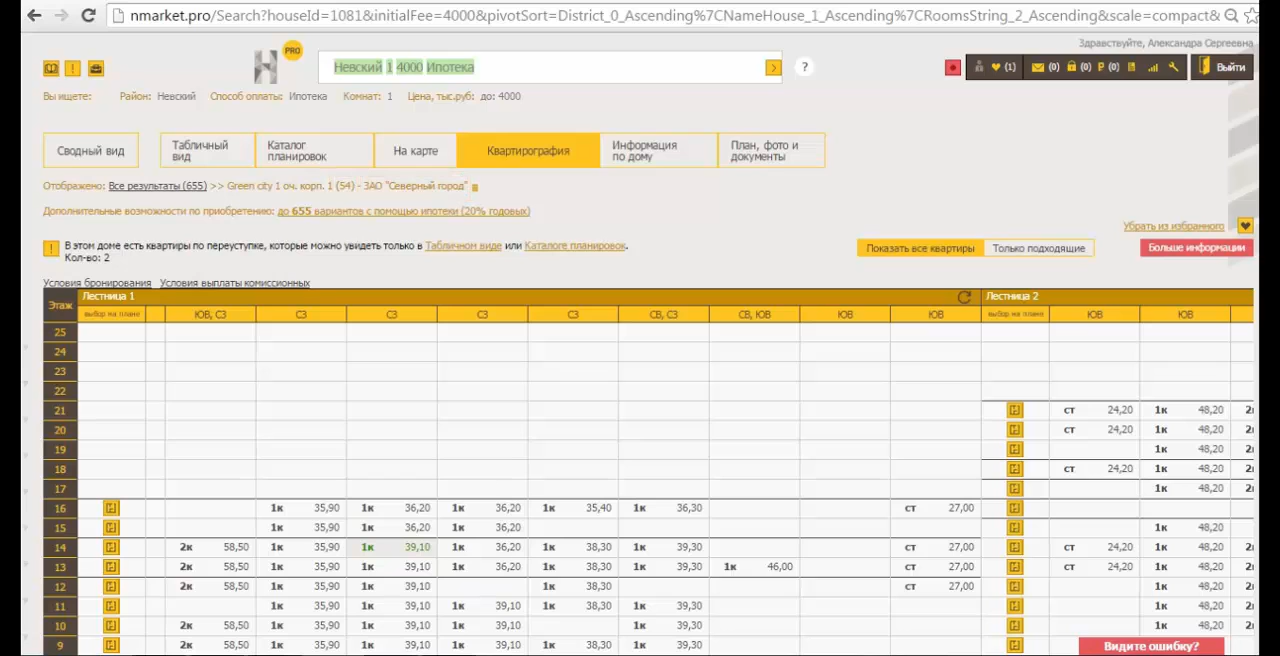 nmarket.pro/Search?houseId=1081&initialFee=4000&pivotSort=District_0_Ascending%7CNameHouse_1_Ascending%7CRoomsString_2_Ascending&scale=compact&
Здравствуйте, Александра Сергеевна
PRO
Невский 1 4000 Ипотека
?
(1) (0) (0) Р (0) Выйти
Вы ищете: Район: Невский Способ оплаты: Ипотека Комнат: 1 Цена, тыс.руб: до: 4000
Сводный вид Табличный вид Каталог планировок На карте Квартирография Информация по дому План, фото и документы
Отображено: Все результаты (655) >> Green city 1 оч. корп. 1 (54) - ЗАО "Северный город"
Дополнительные возможности по приобретению: до 655 вариантов с помощью ипотеки (20% годовых)
Убрать из избранного
! В этом доме есть квартиры по переуступке, которые можно увидеть только в Табличном виде или Каталоге планировок.
Кол-во: 2
Показать все квартиры Только подходящие Больше информации
Условия бронирования Условия выплаты комиссионных
Этаж Лестница 1 Лестница 2
выбор на плане ЮВ, СЗ СЗ СЗ СЗ СЗ СВ, СЗ СВ, ЮВ ЮВ ЮВ выбор на плане ЮВ ЮВ
25
24
23
22
21 ст 24,20 1к 48,20 2
20 ст 24,20 1к 48,20 2
19 1к 48,20 2
18 ст 24,20 1к 48,20 2
17 1к 48,20 2
16 1к 35,90 1к 36,20 1к 36,20 1к 35,40 1к 36,30 ст 27,00
15 1к 35,90 1к 36,20 1к 36,20 1к 48,20 2
14 2к 58,50 1к 35,90 1к 39,10 1к 36,20 1к 38,30 1к 39,30 ст 27,00 ст 24,20 1к 48,20 2
13 2к 58,50 1к 35,90 1к 39,10 1к 36,20 1к 38,30 1к 39,30 1к 46,00 ст 27,00 ст 24,20 1к 48,20 2
12 2к 58,50 1к 35,90 1к 39,10 1к 38,30 ст 27,00 1к 48,20 2
11 1к 35,90 1к 39,10 1к 39,10 1к 38,30 1к 39,30 1к 48,20 2
10 2к 58,50 1к 35,90 1к 39,10 1к 39,10 1к 39,30 1к 48,20 2
9 2к 58,50 1к 35,90 1к 39,10 1к 39,10 1к 38,30 1к 39,30
Видите ошибку?